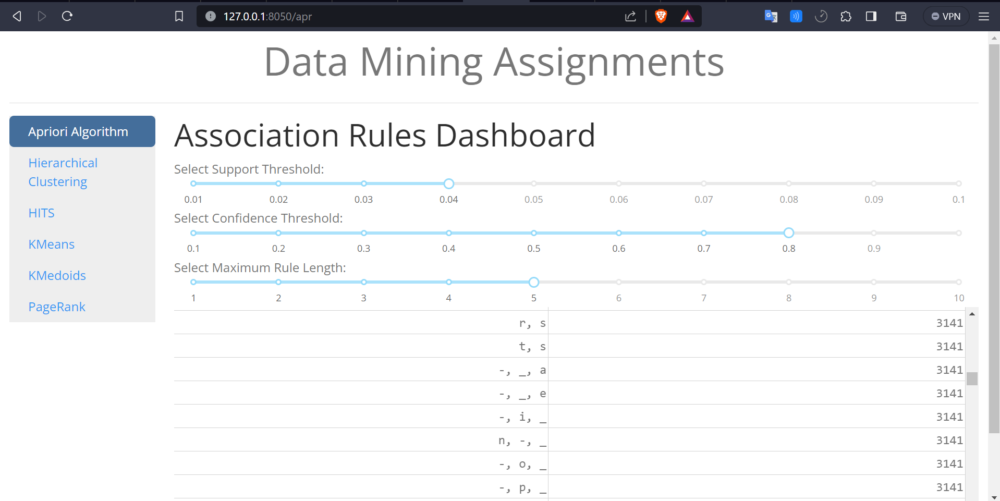 127.0.0.1:8050/apr
VPN
Data Mining Assignments
Apriori Algorithm
Hierarchical
Clustering
HITS
KMeans
KMedoids
PageRank
Association Rules Dashboard
Select Support Threshold:
0.01 0.02 0.03 0.04 0.05 0.06 0.07 0.08 0.09 0.1
Select Confidence Threshold:
0.1 0.2 0.3 0.4 0.5 0.6 0.7 0.8 0.9
Select Maximum Rule Length:
1 2 3 4 5 6 7 8 9 10
r, s 3141
t, s 3141
-, _, a 3141
-, _, e 3141
-, i, _ 3141
n, -, _ 3141
-, o, _ 3141
-, p, _ 3141